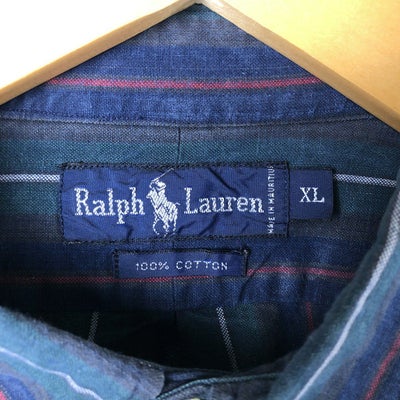 Ralph Lauren
MADE IN MAURITIUS
XL
100% COTTON